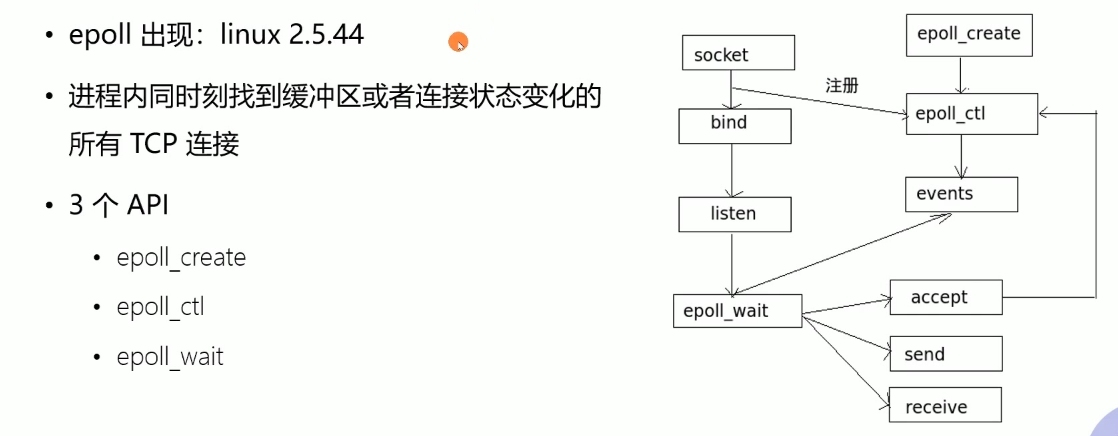 • epoll 出现：linux 2.5.44
• 进程内同时刻找到缓冲区或者连接状态变化的
所有 TCP 连接
• 3 个 API
• epoll_create
• epoll_ctl
• epoll_wait
socket
bind
listen
epoll_wait
注册
epoll_create
epoll_ctl
events
accept
send
receive